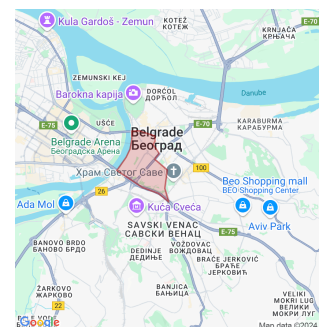 Kula Gardoš - Zemun
КОТЕŽ
КОТЕЖ
KRNJAČA
КРЊАЧА
ZEMUNSKI KEJ
Barokna kapija
DORĆOL
ДОРЋОЛ
Danube
E-75
UŠĆE
E-70
KARABURMA
КАРАБУРМА
Belgrade
Београд
Belgrade Arena
Београдска Арена
Храм Светог Саве
100
Beo Shopping mall
BEO Shopping Center
26
Ada Mol
Kuća Cveća
Avio Park
SAVSKI VENAC
САВСКИ ВЕНАЦ
E-75
BANOVO BRDO
БАНОВО БРДО
DEDINJE
ДЕДИЊЕ
VOŽDOVAC
ВОЖДОВАЦ
BRAĆE JERKOVIĆ
БРАЋЕ
ЈЕРКОВИЋ
BANJICA
БАЊИЦА
ŽARKOVO
ЖАРКОВО
22
VELIKI
MOKRI LUG
ВЕЛИКИ
МОКРИ ЛУГ
Google
Map data ©2024